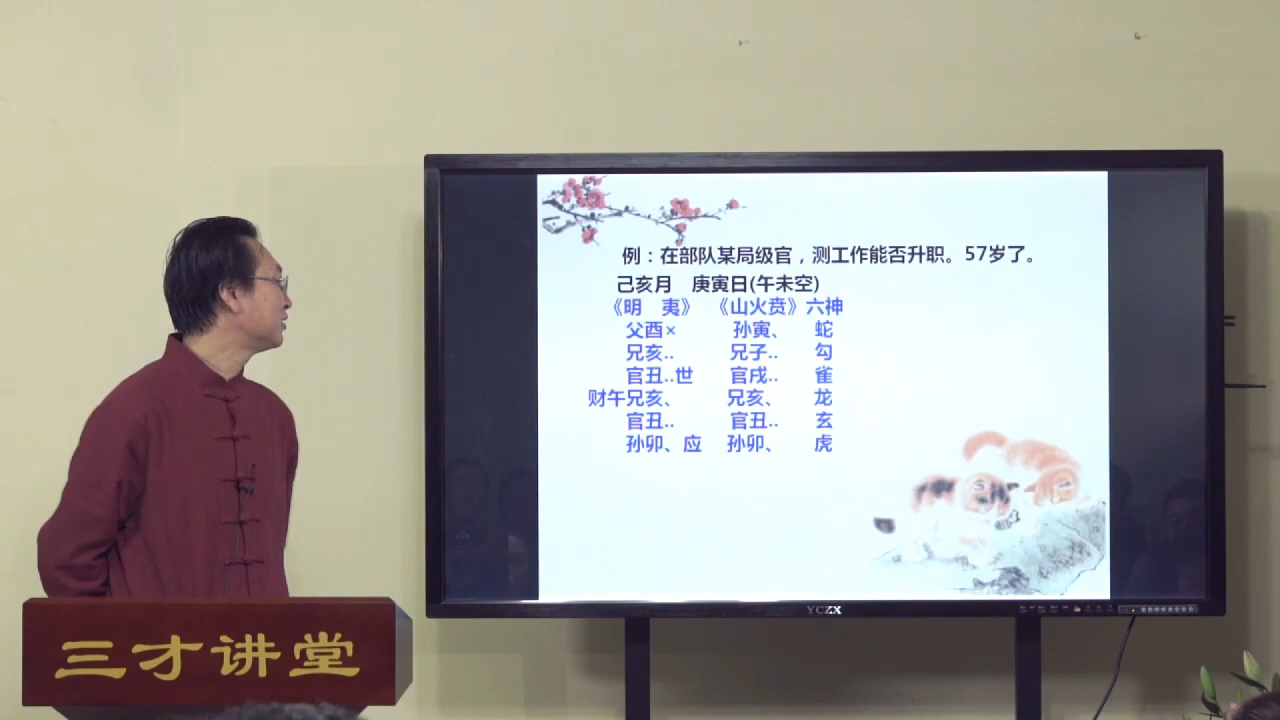 例：在部队某局级官，测工作能否升职。57岁了。
己亥月 庚寅日(午未空)
《明 夷》 《山火贲》六神
父酉× 孙寅、 蛇
兄亥.. 兄子.. 勾
官丑..世 官戌.. 雀
财午兄亥、 兄亥、 龙
官丑.. 官丑.. 玄
孙卯、应 孙卯、 虎
YCZX
三才讲堂